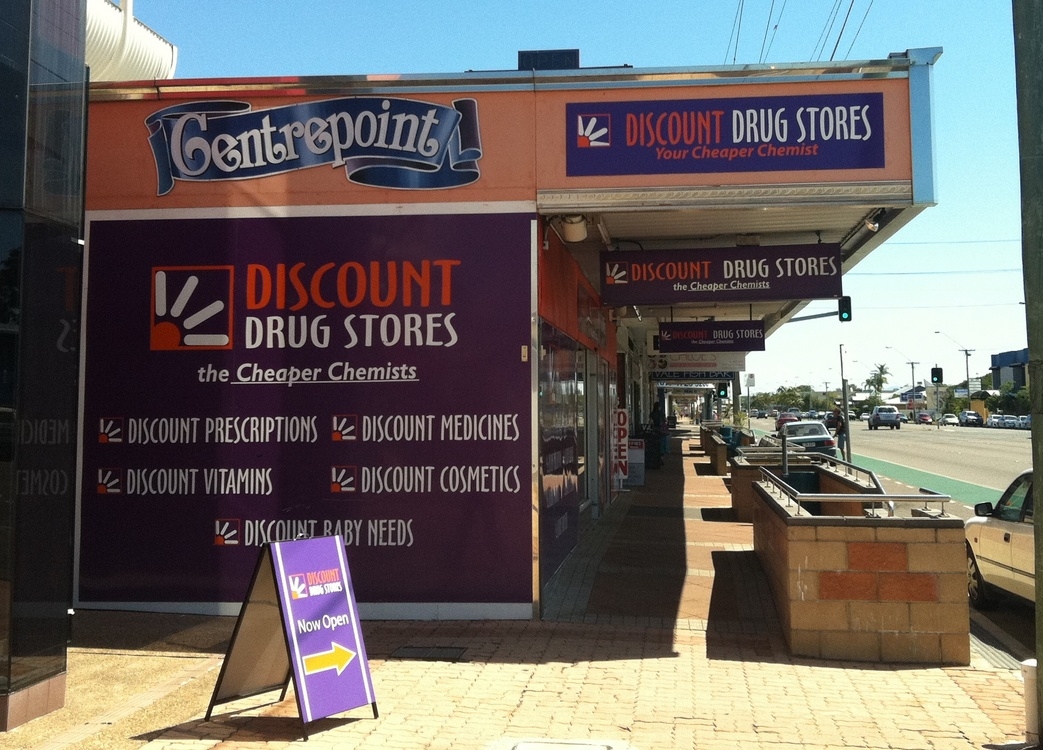 Centrepoint
DISCOUNT DRUG STORES
Your Cheaper Chemist
DISCOUNT DRUG STORES
the Cheaper Chemists
DISCOUNT DRUG STORES
the Cheaper Chemists
DISCOUNT
DRUG STORES
the Cheaper Chemists
DISCOUNT PRESCRIPTIONS
DISCOUNT MEDICINES
DISCOUNT VITAMINS
DISCOUNT COSMETICS
DISCOUNT BABY NEEDS
OPEN
DISCOUNT
DRUG STORES
Now Open